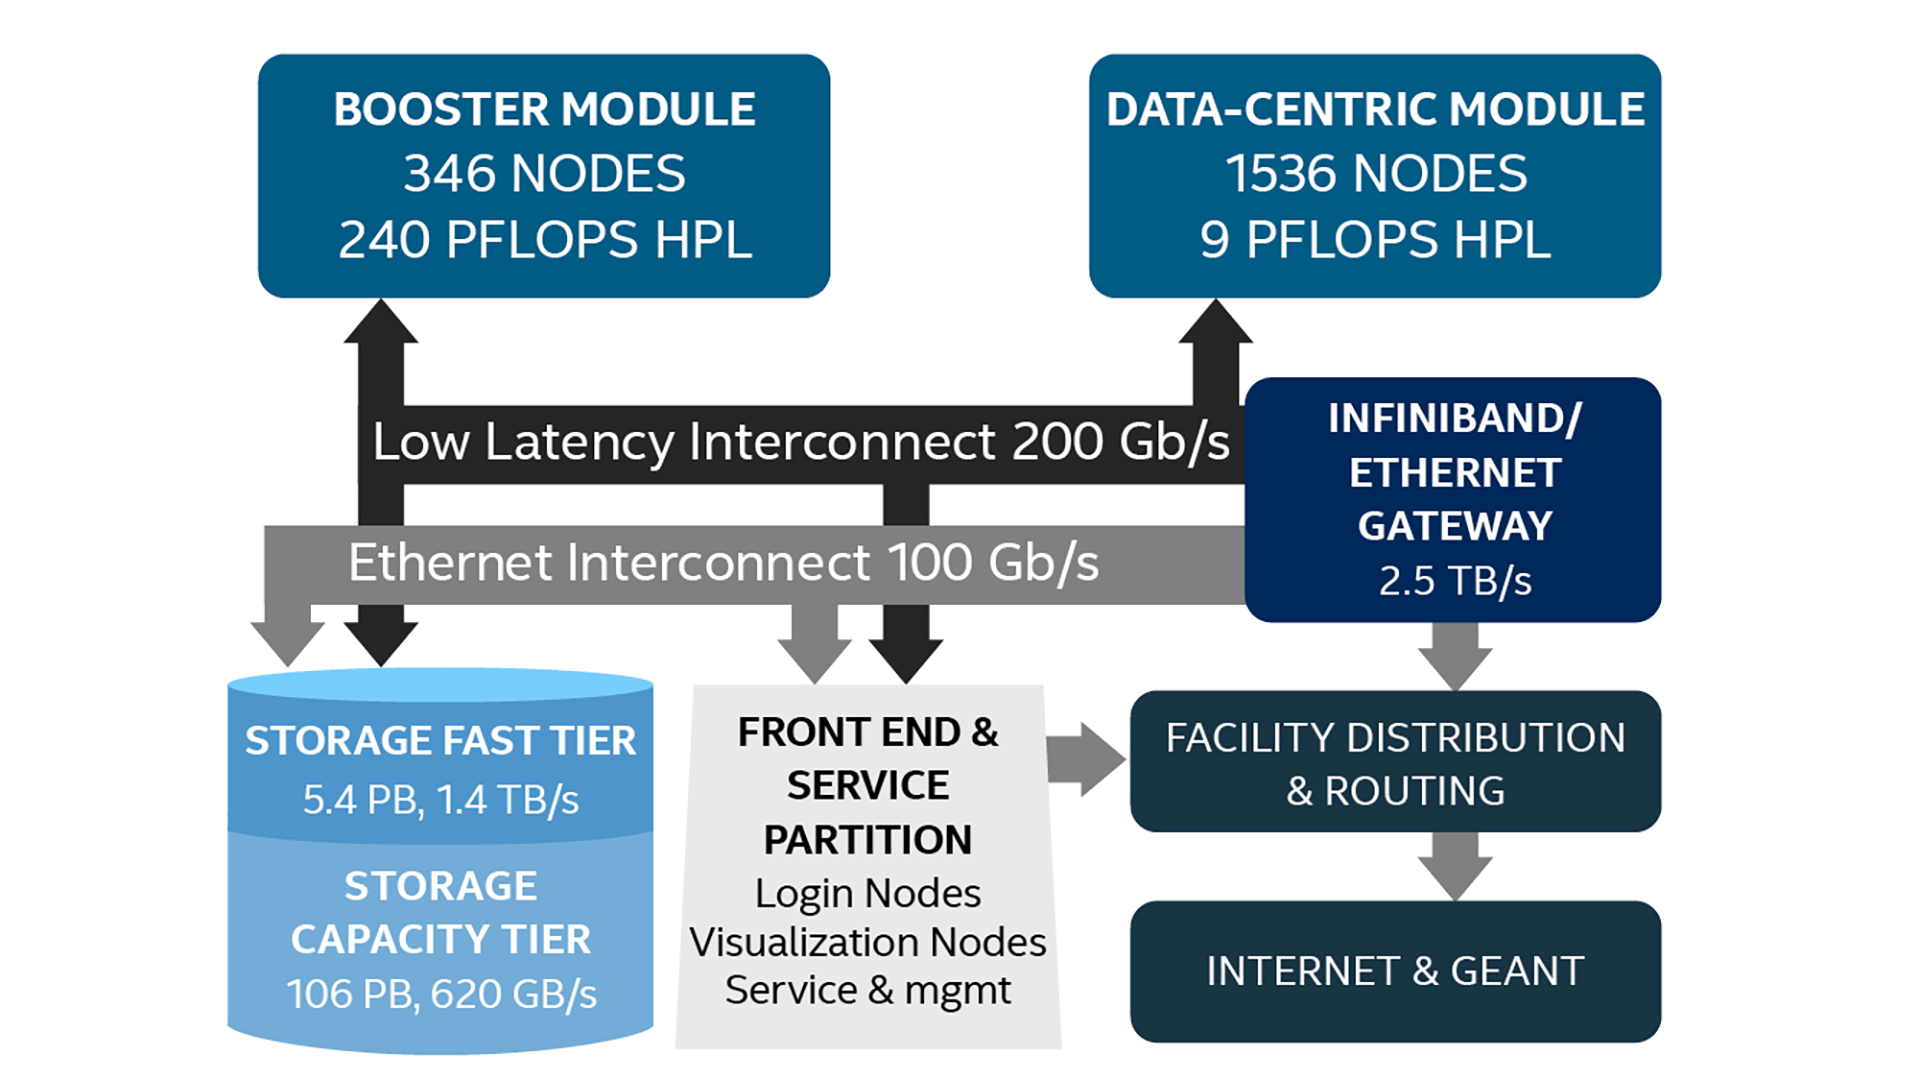 BOOSTER MODULE
346 NODES
240 PFLOPS HPL
DATA-CENTRIC MODULE
1536 NODES
9 PFLOPS HPL
Low Latency Interconnect 200 Gb/s
INFINIBAND/
ETHERNET
GATEWAY
2.5 TB/s
Ethernet Interconnect 100 Gb/s
STORAGE FAST TIER
5.4 PB, 1.4 TB/s
STORAGE
CAPACITY TIER
106 PB, 620 GB/s
FRONT END &
SERVICE
PARTITION
Login Nodes
Visualization Nodes
Service & mgmt
FACILITY DISTRIBUTION
& ROUTING
INTERNET & GEANT